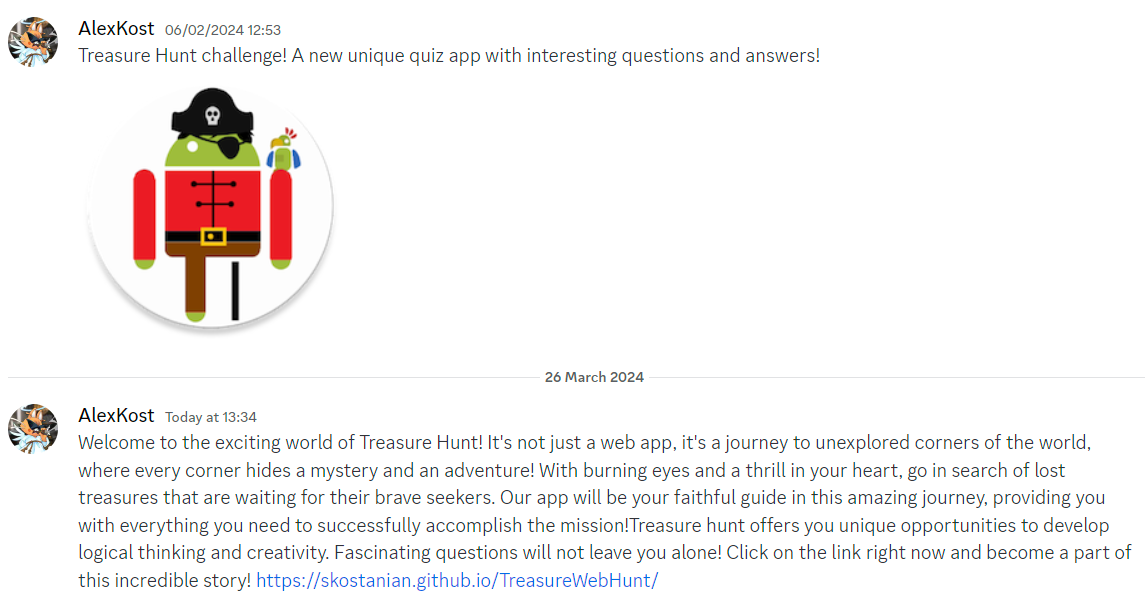 AlexKost 06/02/2024 12:53
Treasure Hunt challenge! A new unique quiz app with interesting questions and answers!
26 March 2024
AlexKost Today at 13:34
Welcome to the exciting world of Treasure Hunt! It's not just a web app, it's a journey to unexplored corners of the world,
where every corner hides a mystery and an adventure! With burning eyes and a thrill in your heart, go in search of lost
treasures that are waiting for their brave seekers. Our app will be your faithful guide in this amazing journey, providing you
with everything you need to successfully accomplish the mission!Treasure hunt offers you unique opportunities to develop
logical thinking and creativity. Fascinating questions will not leave you alone! Click on the link right now and become a part of
this incredible story! https://skostanian.github.io/TreasureWebHunt/